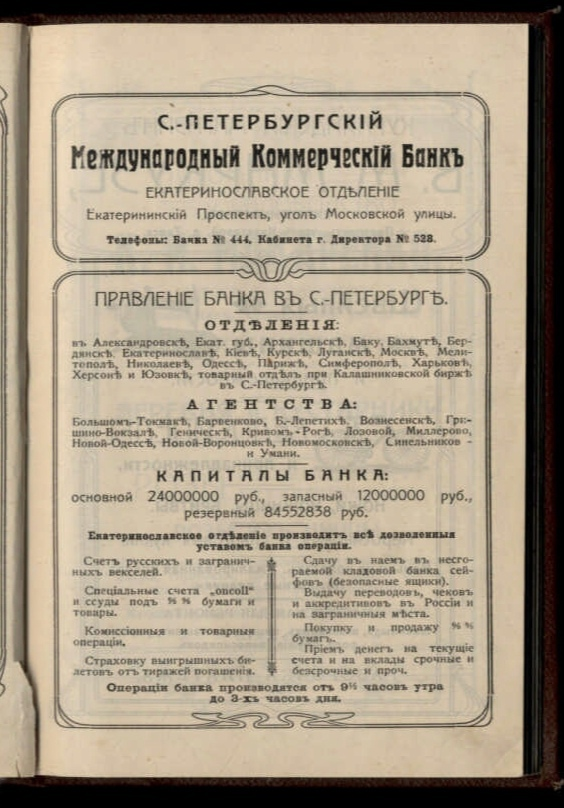 С.-ПЕТЕРБУРГСКІЙ
Международный Коммерческій Банкъ
ЕКАТЕРИНОСЛАВСКОЕ ОТДѢЛЕНІЕ
Екатерининскій Проспектъ, уголъ Московской улицы.
Телефоны: Банка № 444, Кабинета г. Директора № 528.
ПРАВЛЕНІЕ БАНКА ВЪ С.-ПЕТЕРБУРГѢ.
ОТДѢЛЕНІЯ:
въ Александровскѣ, Екат. губ., Архангельскѣ, Баку, Бахмутѣ, Бер-
дянскѣ, Екатеринославѣ, Кіевѣ, Курскѣ, Луганскѣ, Москвѣ, Мели-
тополѣ, Николаевѣ, Одессѣ, Парижѣ, Симферополѣ, Харьковѣ,
Херсонѣ и Юзовкѣ, товарный отдѣлъ при Калашниковской биржѣ
въ С.-Петербургѣ.
АГЕНТСТВА:
Большомъ-Токмакѣ, Барвенково, Б.-Лепетихѣ, Вознесенскѣ, Гри-
шино-Вокзалѣ, Геническѣ, Кривомъ-Рогѣ, Лозовой, Миллерово,
Новой-Одессѣ, Новой-Воронцовкѣ, Новомосковскѣ, Синельников -
и Умани.
КАПИТАЛЫ БАНКА:
основной 24000000 руб., запасный 12000000 руб.,
резервный 84552838 руб.
Екатеринославское отдѣленіе производитъ всѣ дозволенныя
уставомъ банка операціи.
Счетъ русскихъ и загранич-
ныхъ векселей.
Спеціальные счета „oncoll"
и ссуды подъ %% бумаги и
товары.
Комиссіонныя и товарныя
операціи.
Страховку выигрышныхъ би-
летовъ отъ тиражей погашенія.
Сдачу въ наемъ въ несго-
раемой кладовой банка сей-
фовъ (безопасные ящики).
Выдачу переводовъ, чековъ
и аккредитивовъ въ Россіи и
на заграничныя мѣста.
Покупку и продажу %%
бумагъ.
Пріемъ денегъ на текущіе
счета и на вклады срочные и
безсрочные и проч.
Операціи банка производятся отъ 9½ часовъ утра
до 3-хъ часовъ дня.